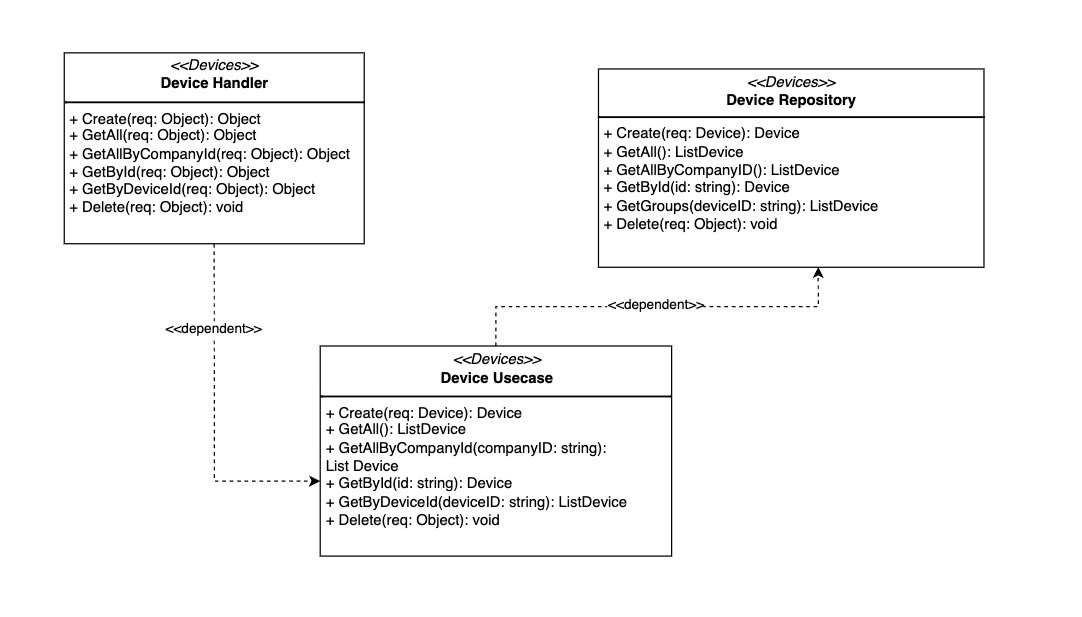 <<Devices>>
Device Handler
+ Create(req: Object): Object
+ GetAll(req: Object): Object
+ GetAllByCompanyId(req: Object): Object
+ GetById(req: Object): Object
+ GetByDeviceId(req: Object): Object
+ Delete(req: Object): void
<<Devices>>
Device Repository
+ Create(req: Device): Device
+ GetAll(): ListDevice
+ GetAllByCompanyID(): ListDevice
+ GetById(id: string): Device
+ GetGroups(deviceID: string): ListDevice
+ Delete(req: Object): void
<<dependent>>
<<dependent>>
<<Devices>>
Device Usecase
+ Create(req: Device): Device
+ GetAll(): ListDevice
+ GetAllByCompanyId(companyID: string):
List Device
+ GetById(id: string): Device
+ GetByDeviceId(deviceID: string): ListDevice
+ Delete(req: Object): void